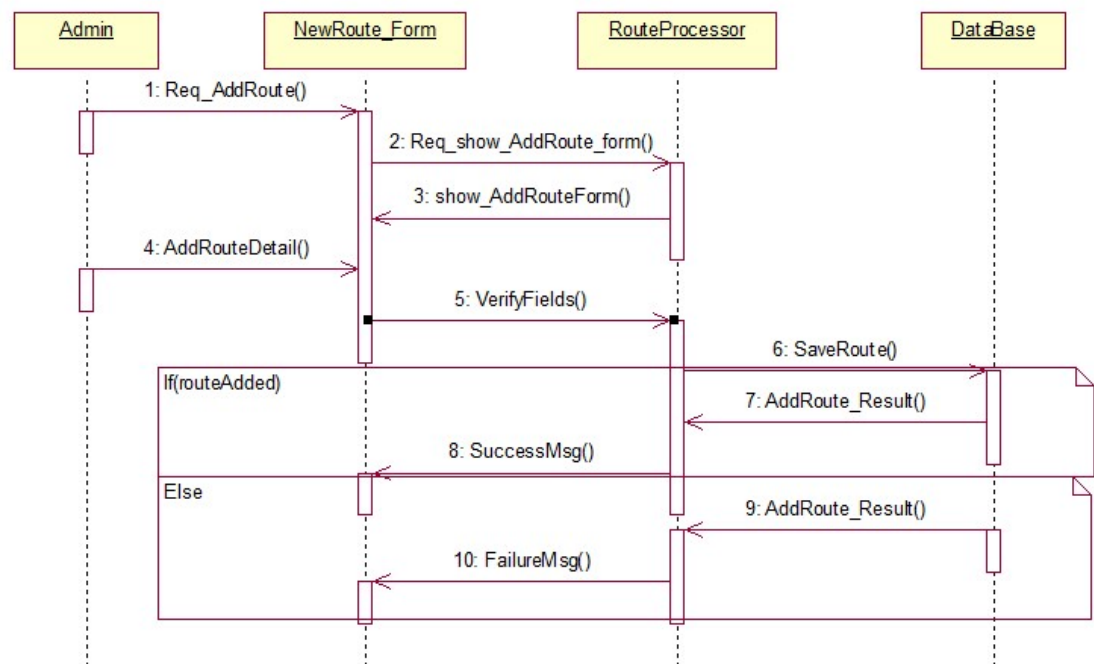 Admin
NewRoute_Form
RouteProcessor
DataBase
1: Req_AddRoute()
2: Req_show_AddRoute_form()
3: show_AddRouteForm()
4: AddRouteDetail()
5: VerifyFields()
6: SaveRoute()
If(routeAdded)
7: AddRoute_Result()
8: SuccessMsg()
Else
9: AddRoute_Result()
10: FailureMsg()